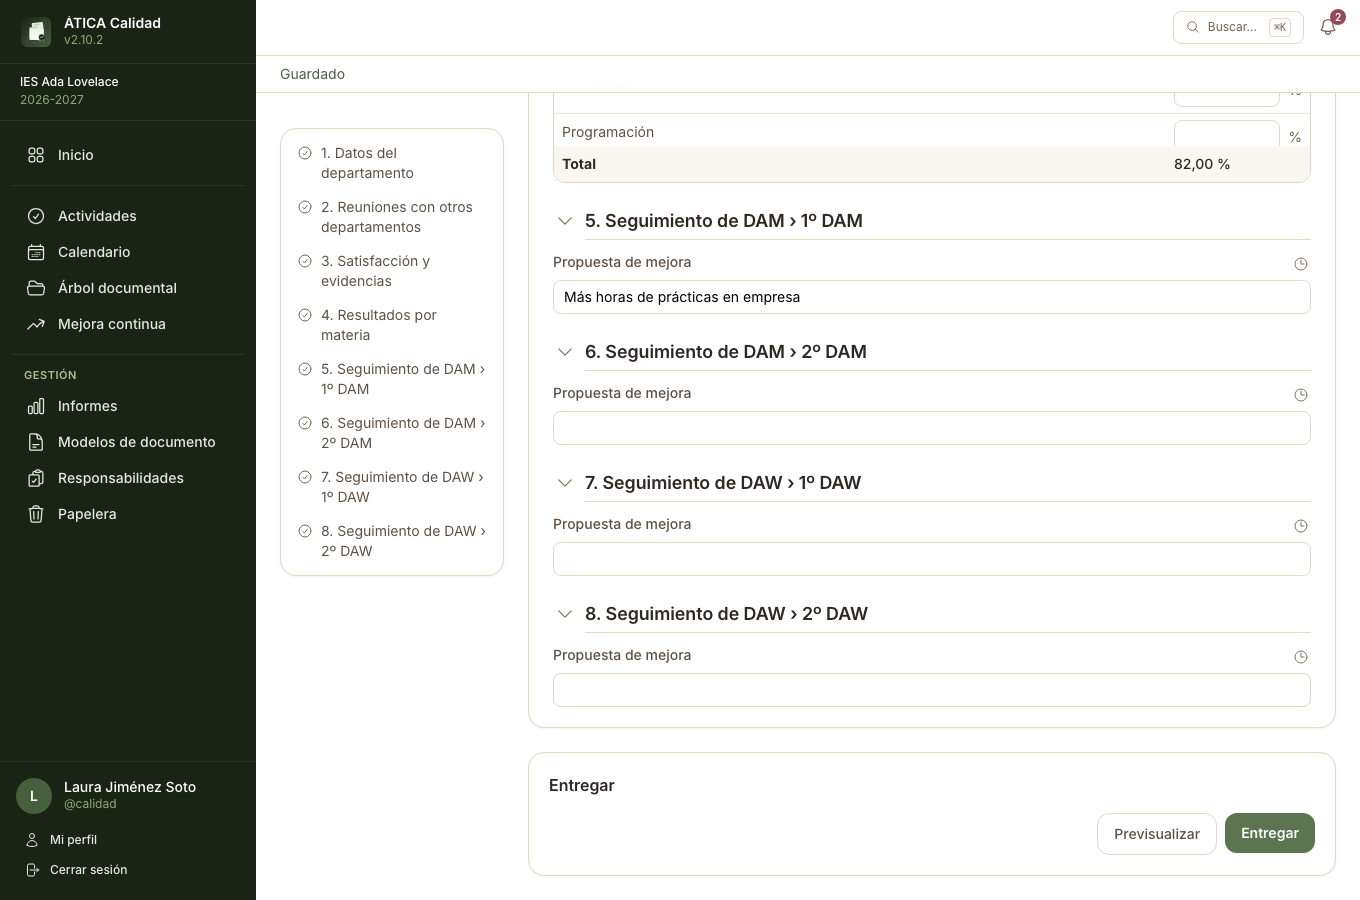 ÁTICA Calidad
v2.10.2
IES Ada Lovelace
2026-2027
Inicio
Actividades
Calendario
Árbol documental
Mejora continua
GESTIÓN
Informes
Modelos de documento
Responsabilidades
Papelera
L
Laura Jiménez Soto
@calidad
Mi perfil
Cerrar sesión
Buscar...
⌘K
2
Guardado
1. Datos del
departamento
2. Reuniones con otros
departamentos
3. Satisfacción y
evidencias
4. Resultados por
materia
5. Seguimiento de DAM ›
1º DAM
6. Seguimiento de DAM ›
2º DAM
7. Seguimiento de DAW ›
1º DAW
8. Seguimiento de DAW ›
2º DAW
%
Programación
%
Total
82,00 %
5. Seguimiento de DAM › 1º DAM
Propuesta de mejora
Más horas de prácticas en empresa
6. Seguimiento de DAM › 2º DAM
Propuesta de mejora
7. Seguimiento de DAW › 1º DAW
Propuesta de mejora
8. Seguimiento de DAW › 2º DAW
Propuesta de mejora
Entregar
Previsualizar
Entregar